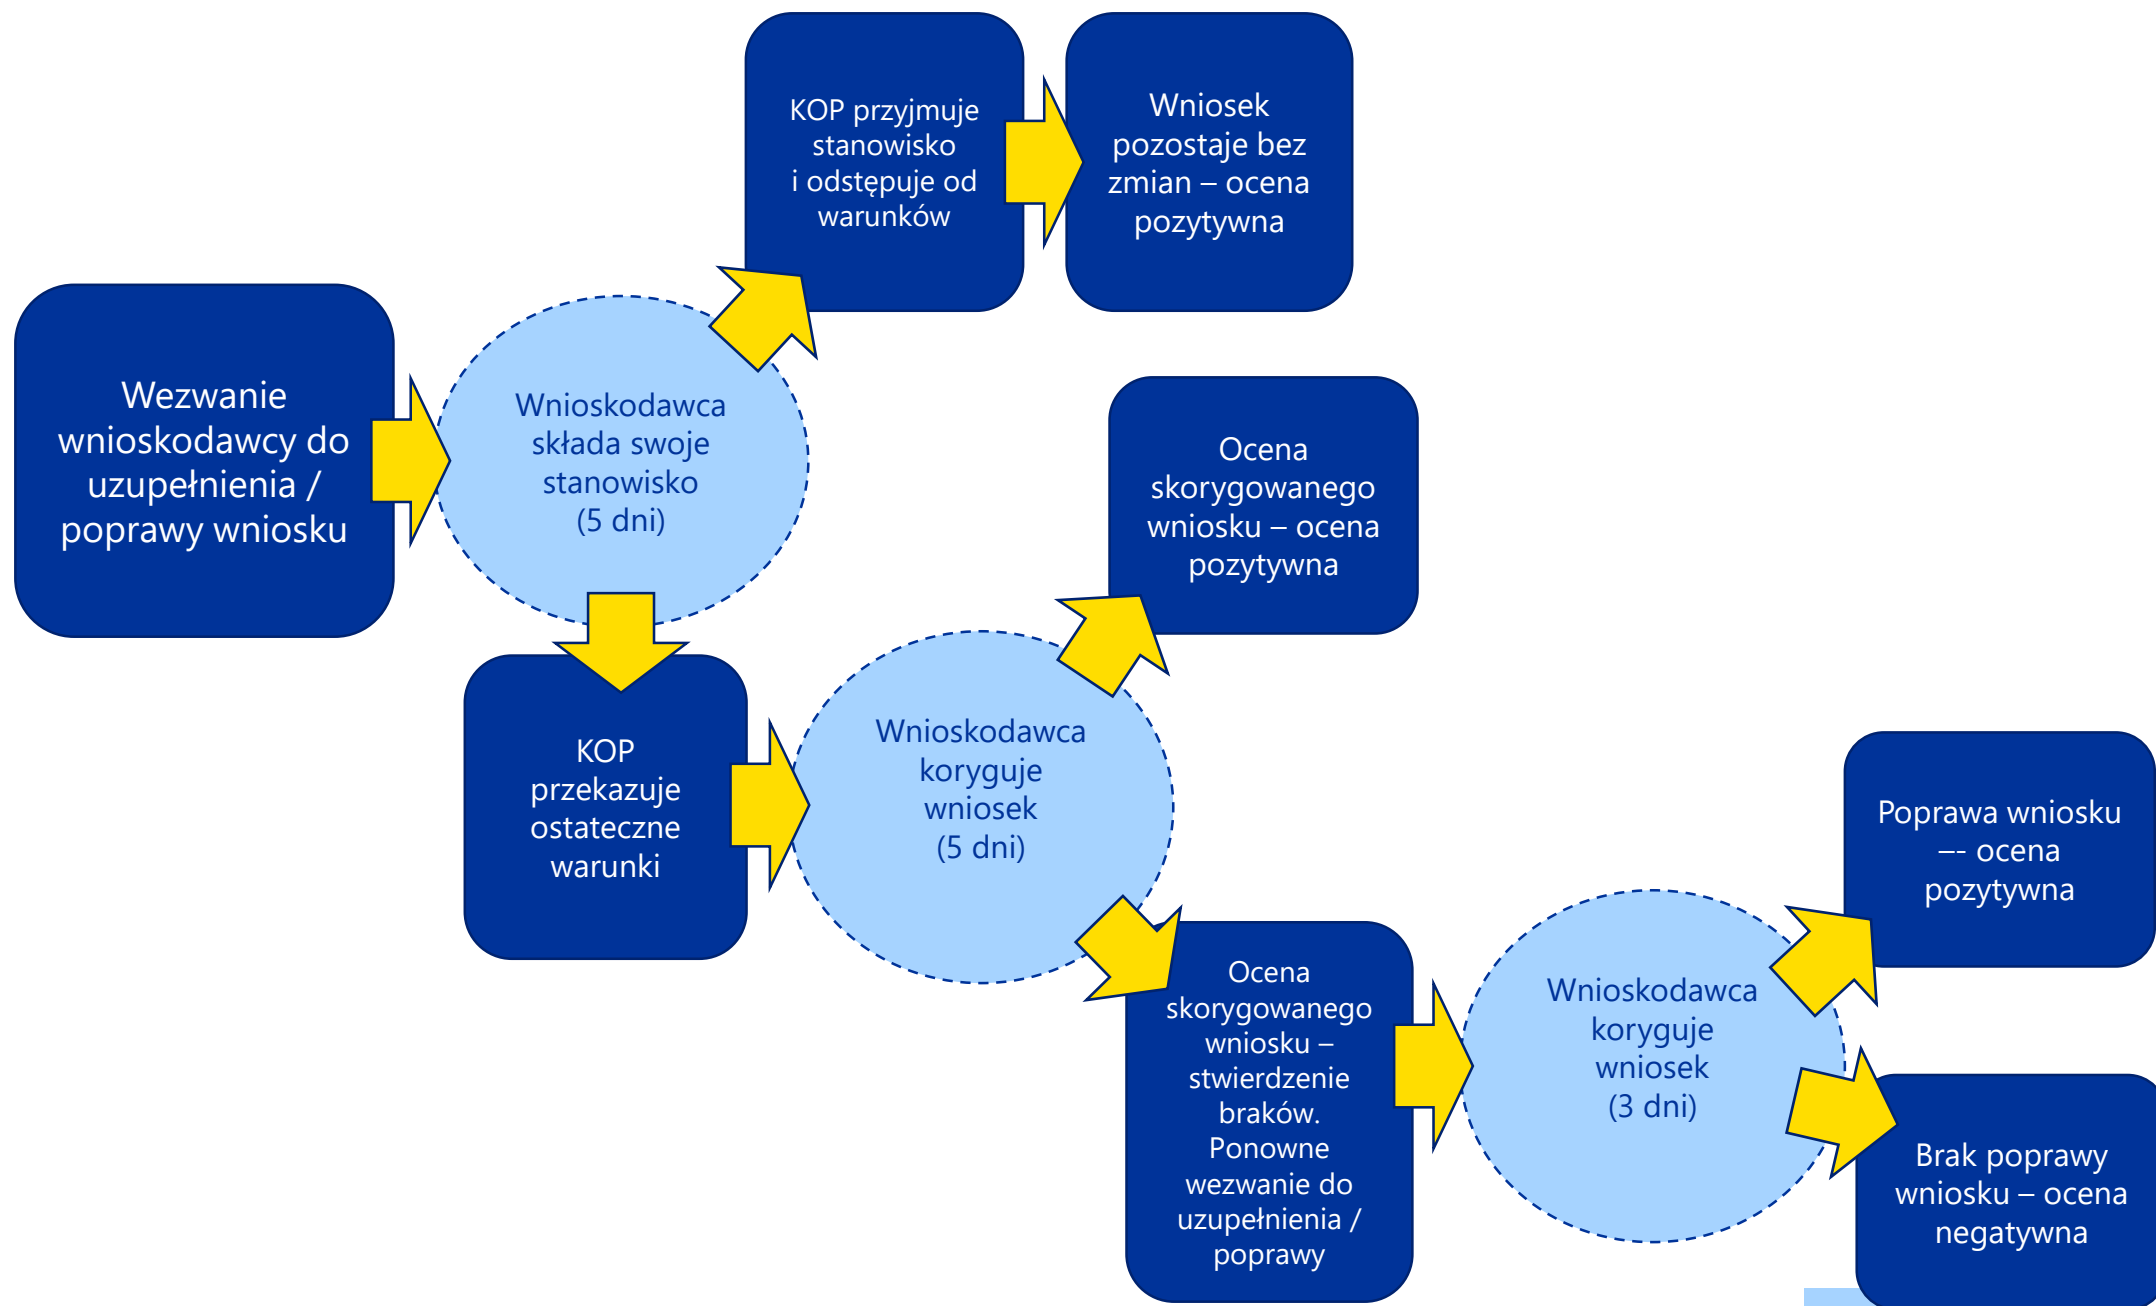 KOP przyjmuje
stanowisko
i odstępuje od
warunków
Wniosek
pozostaje bez
zmian – ocena
pozytywna
Wezwanie
wnioskodawcy do
uzupełnienia /
poprawy wniosku
Wnioskodawca
składa swoje
stanowisko
(5 dni)
Ocena
skorygowanego
wniosku – ocena
pozytywna
KOP
przekazuje
ostateczne
warunki
Wnioskodawca
koryguje
wniosek
(5 dni)
Ocena
skorygowanego
wniosku –
stwierdzenie
braków.
Ponowne
wezwanie do
uzupełnienia /
poprawy
Wnioskodawca
koryguje
wniosek
(3 dni)
Poprawa wniosku
–- ocena
pozytywna
Brak poprawy
wniosku – ocena
negatywna